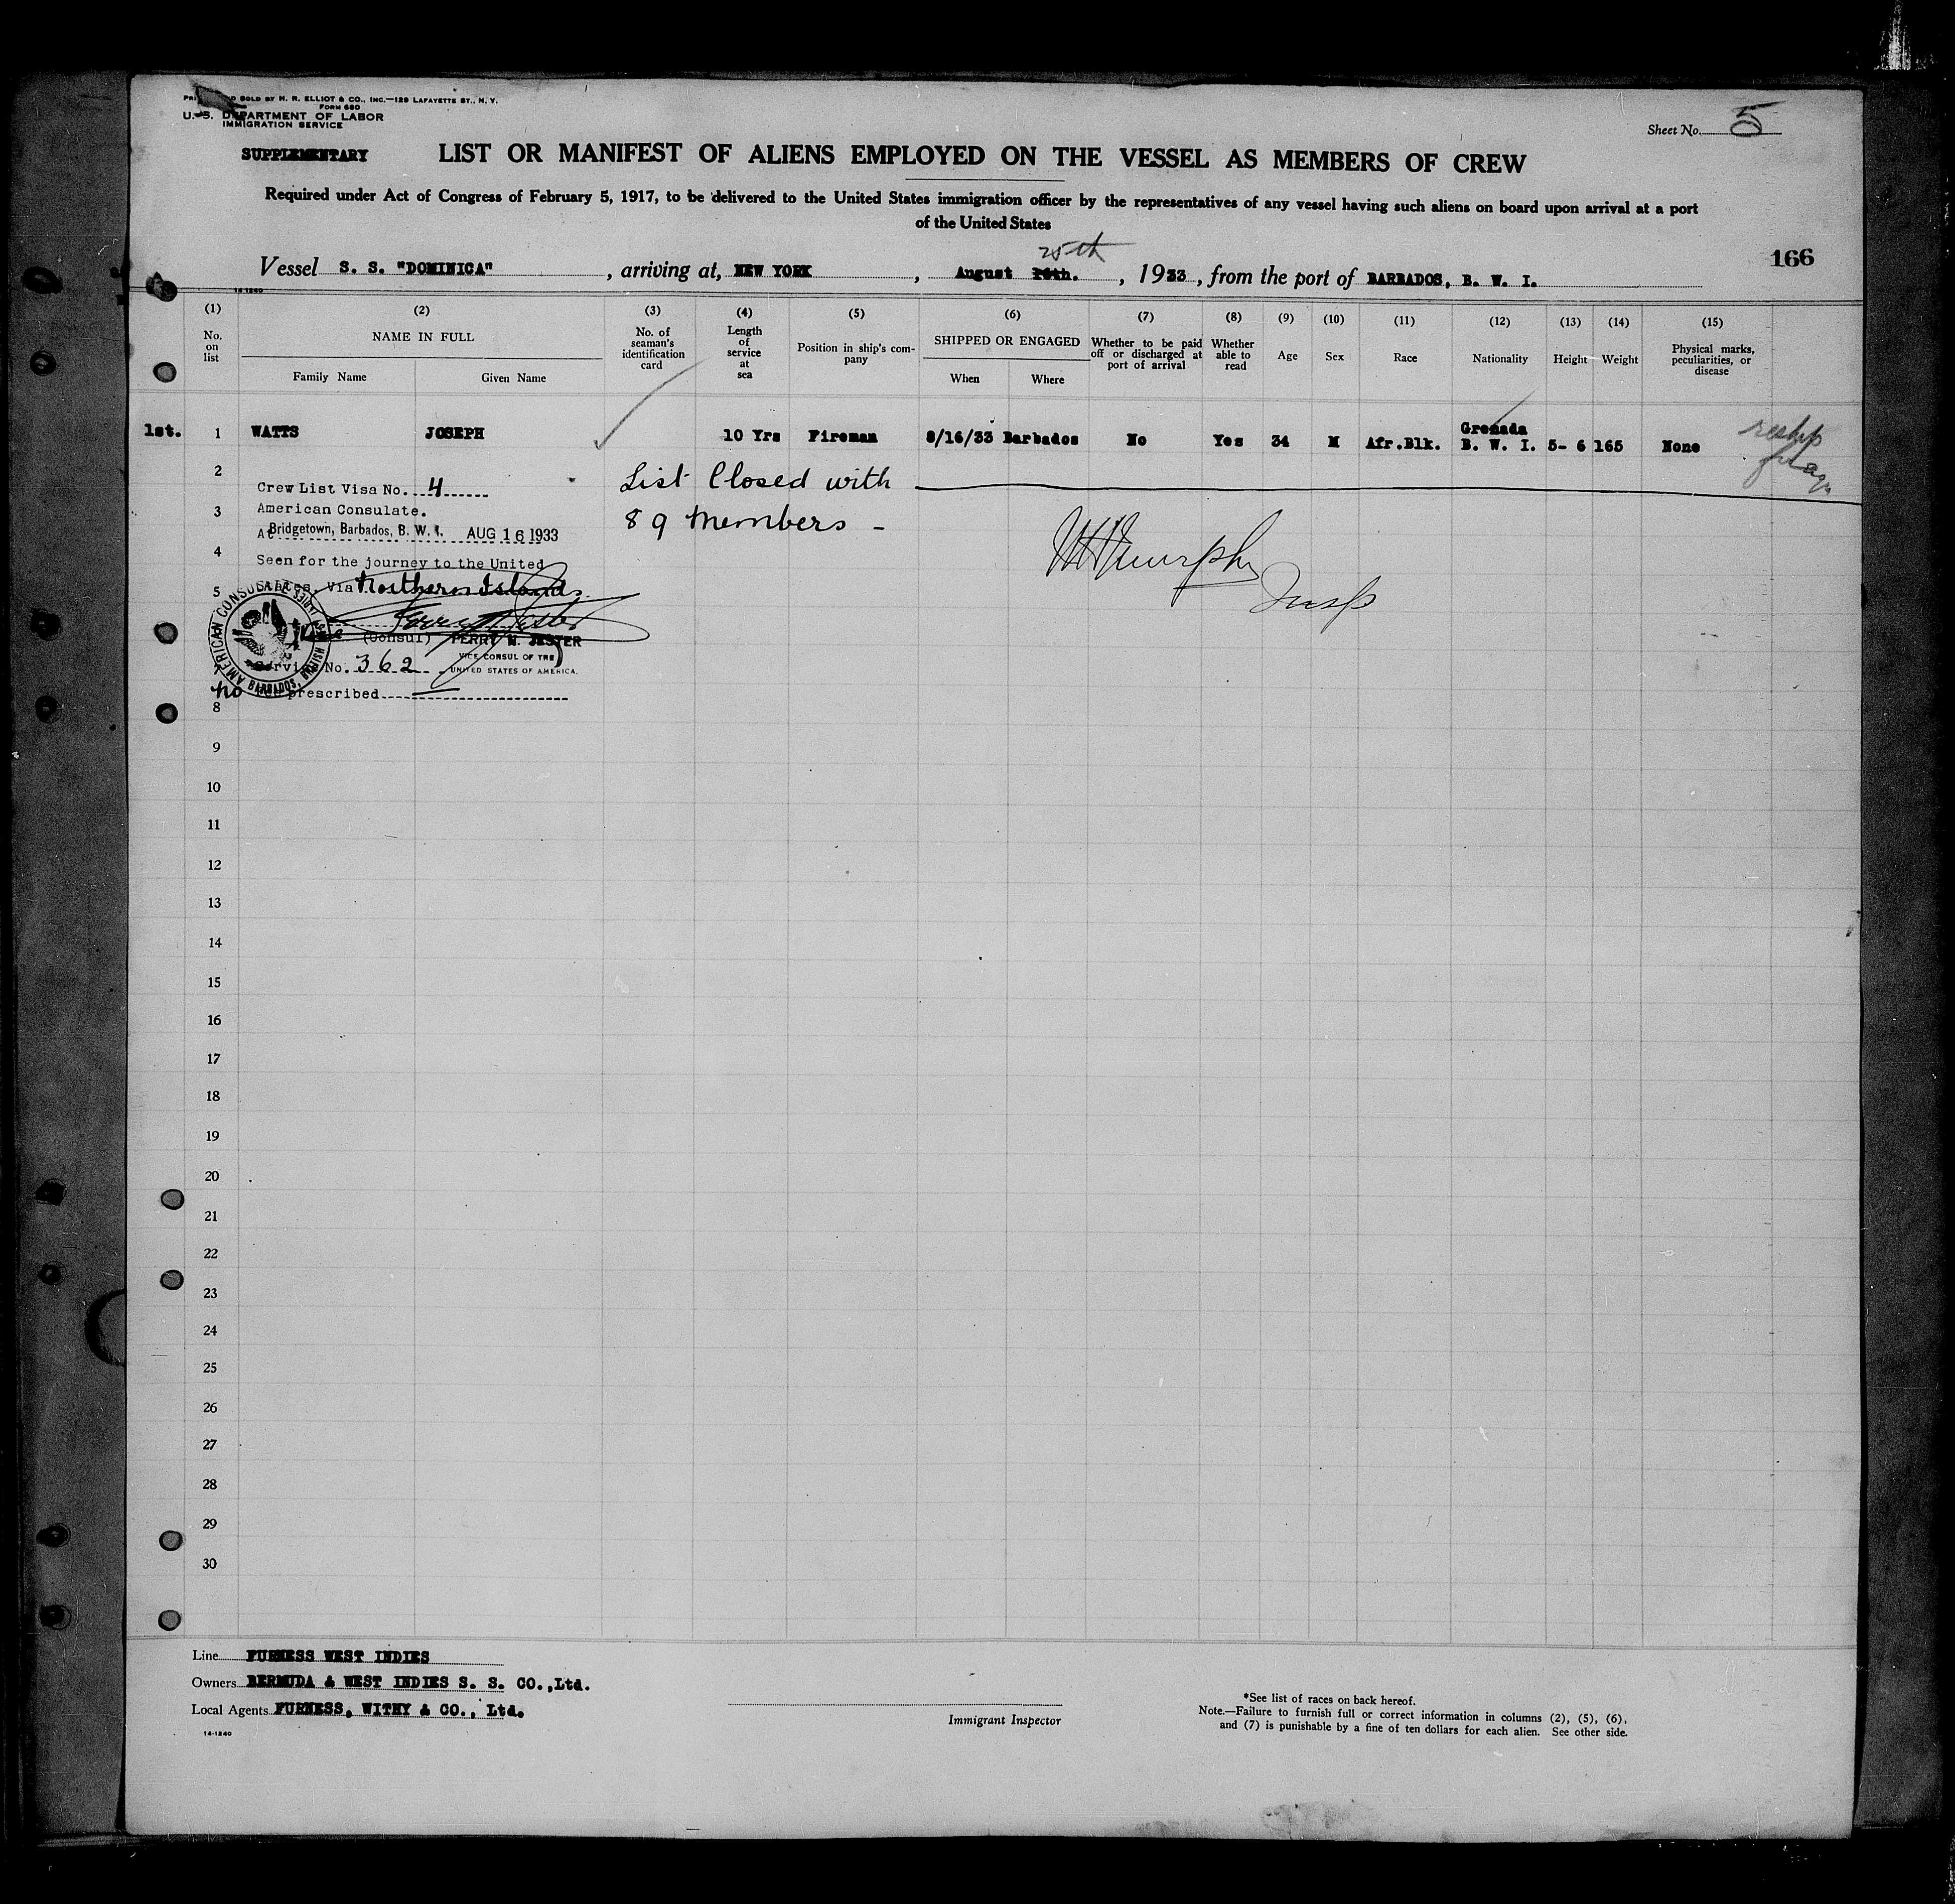 SOLD BY H. R. ELLIOT & CO., INC.—129 LAFAYETTE ST., N. Y.
FORM 680
U. S. DEPARTMENT OF LABOR
IMMIGRATION SERVICE
Sheet No. 5
SUPPLEMENTARY LIST OR MANIFEST OF ALIENS EMPLOYED ON THE VESSEL AS MEMBERS OF CREW
Required under Act of Congress of February 5, 1917, to be delivered to the United States immigration officer by the representatives of any vessel having such aliens on board upon arrival at a port
of the United States
25th
166
Vessel S. S. "DOMINICA", arriving at, NEW YORK, August 16th., 1933, from the port of BARBADOS, B. W. I.
14-1240
(1) (2) (3) (4) (5) (6) (7) (8) (9) (10) (11) (12) (13) (14) (15)
No. on list
NAME IN FULL
Family Name Given Name
No. of seaman's identification card
Length of service at sea
Position in ship's company
SHIPPED OR ENGAGED
When Where
Whether to be paid off or discharged at port of arrival
Whether able to read
Age
Sex
Race
Nationality
Height
Weight
Physical marks, peculiarities, or disease
1st. 1 WATTS JOSEPH 10 Yrs Fireman 8/16/33 Barbados No Yes 34 M Afr.Blk. Grenada B. W. I. 5- 6 165 None
reship
2
Crew List Visa No. 4
List Closed with
3
American Consulate.
89 Members -
At Bridgetown, Barbados, B. W. I. AUG 16 1933
4
Seen for the journey to the United
5
States, Via Northern Islands.
Insp
AMERICAN CONSULATE
BARBADOS, BRITISH WEST INDIES
Vice (Consul) PERRY N. JESTER
VICE CONSUL OF THE
UNITED STATES OF AMERICA.
Service No. 362
No prescribed
8
9
10
11
12
13
14
15
16
17
18
19
20
21
22
23
24
25
26
27
28
29
30
Line FURNESS WEST INDIES
Owners BERMUDA & WEST INDIES S. S. CO., Ltd.
Local Agents FURNESS, WITHY & CO., Ltd.
14-1240
Immigrant Inspector
*See list of races on back hereof.
Note.—Failure to furnish full or correct information in columns (2), (5), (6),
and (7) is punishable by a fine of ten dollars for each alien. See other side.